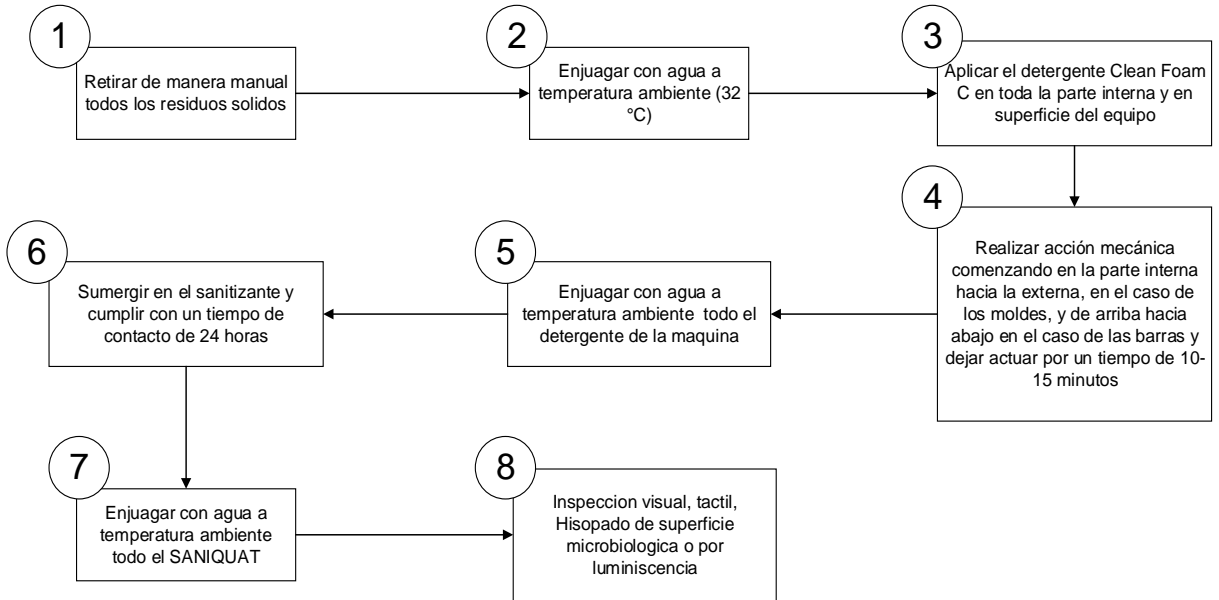 1
Retirar de manera manual
todos los residuos solidos
2
Enjuagar con agua a
temperatura ambiente (32
°C)
3
Aplicar el detergente Clean Foam
C en toda la parte interna y en
superficie del equipo
4
Realizar acción mecánica
comenzando en la parte interna
hacia la externa, en el caso de
los moldes, y de arriba hacia
abajo en el caso de las barras y
dejar actuar por un tiempo de 10-
15 minutos
5
Enjuagar con agua a
temperatura ambiente todo el
detergente de la maquina
6
Sumergir en el sanitizante y
cumplir con un tiempo de
contacto de 24 horas
7
Enjuagar con agua a
temperatura ambiente
todo el SANIQUAT
8
Inspeccion visual, tactil,
Hisopado de superficie
microbiologica o por
luminiscencia